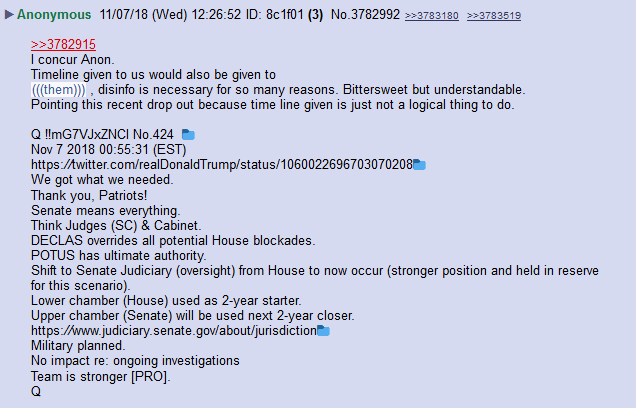 Anonymous 11/07/18 (Wed) 12:26:52 ID: 8c1f01 (3) No.3782992 >>3783180 >>3783519
>>3782915
I concur Anon.
Timeline given to us would also be given to
(((them))) , disinfo is necessary for so many reasons. Bittersweet but understandable.
Pointing this recent drop out because time line given is just not a logical thing to do.
Q !!mG7VJxZNCI No.424
Nov 7 2018 00:55:31 (EST)
https://twitter.com/realDonaldTrump/status/1060022696703070208
We got what we needed.
Thank you, Patriots!
Senate means everything.
Think Judges (SC) & Cabinet.
DECLAS overrides all potential House blockades.
POTUS has ultimate authority.
Shift to Senate Judiciary (oversight) from House to now occur (stronger position and held in reserve
for this scenario).
Lower chamber (House) used as 2-year starter.
Upper chamber (Senate) will be used next 2-year closer.
https://www.judiciary.senate.gov/about/jurisdiction
Military planned.
No impact re: ongoing investigations
Team is stronger [PRO].
Q